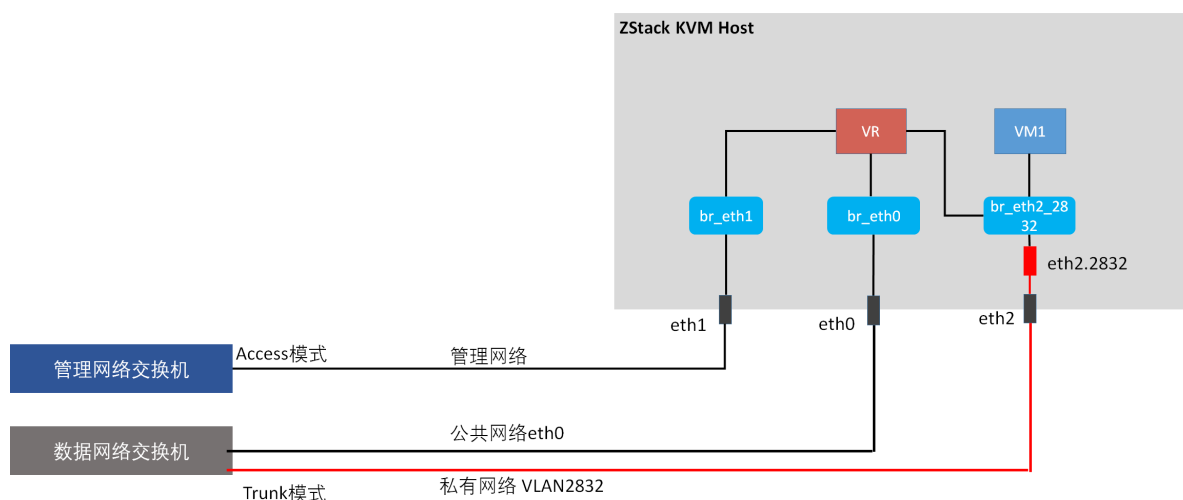 ZStack KVM Host
VR
VM1
br_eth1
br_eth0
br_eth2_28
32
eth2.2832
eth1
eth0
eth2
管理网络交换机
Access模式
管理网络
数据网络交换机
公共网络eth0
Trunk模式
私有网络 VLAN2832